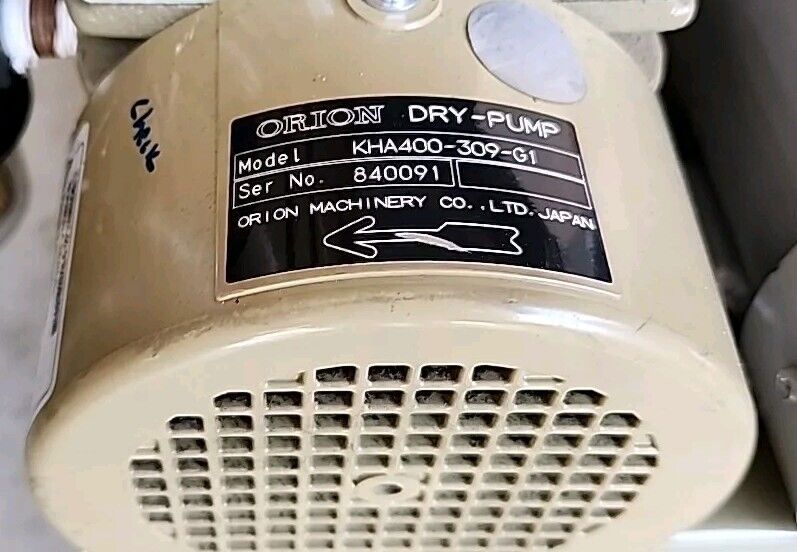 ORION DRY-PUMP
Model KHA400-309-G1
Ser No. 840091
ORION MACHINERY CO.,LTD.JAPAN